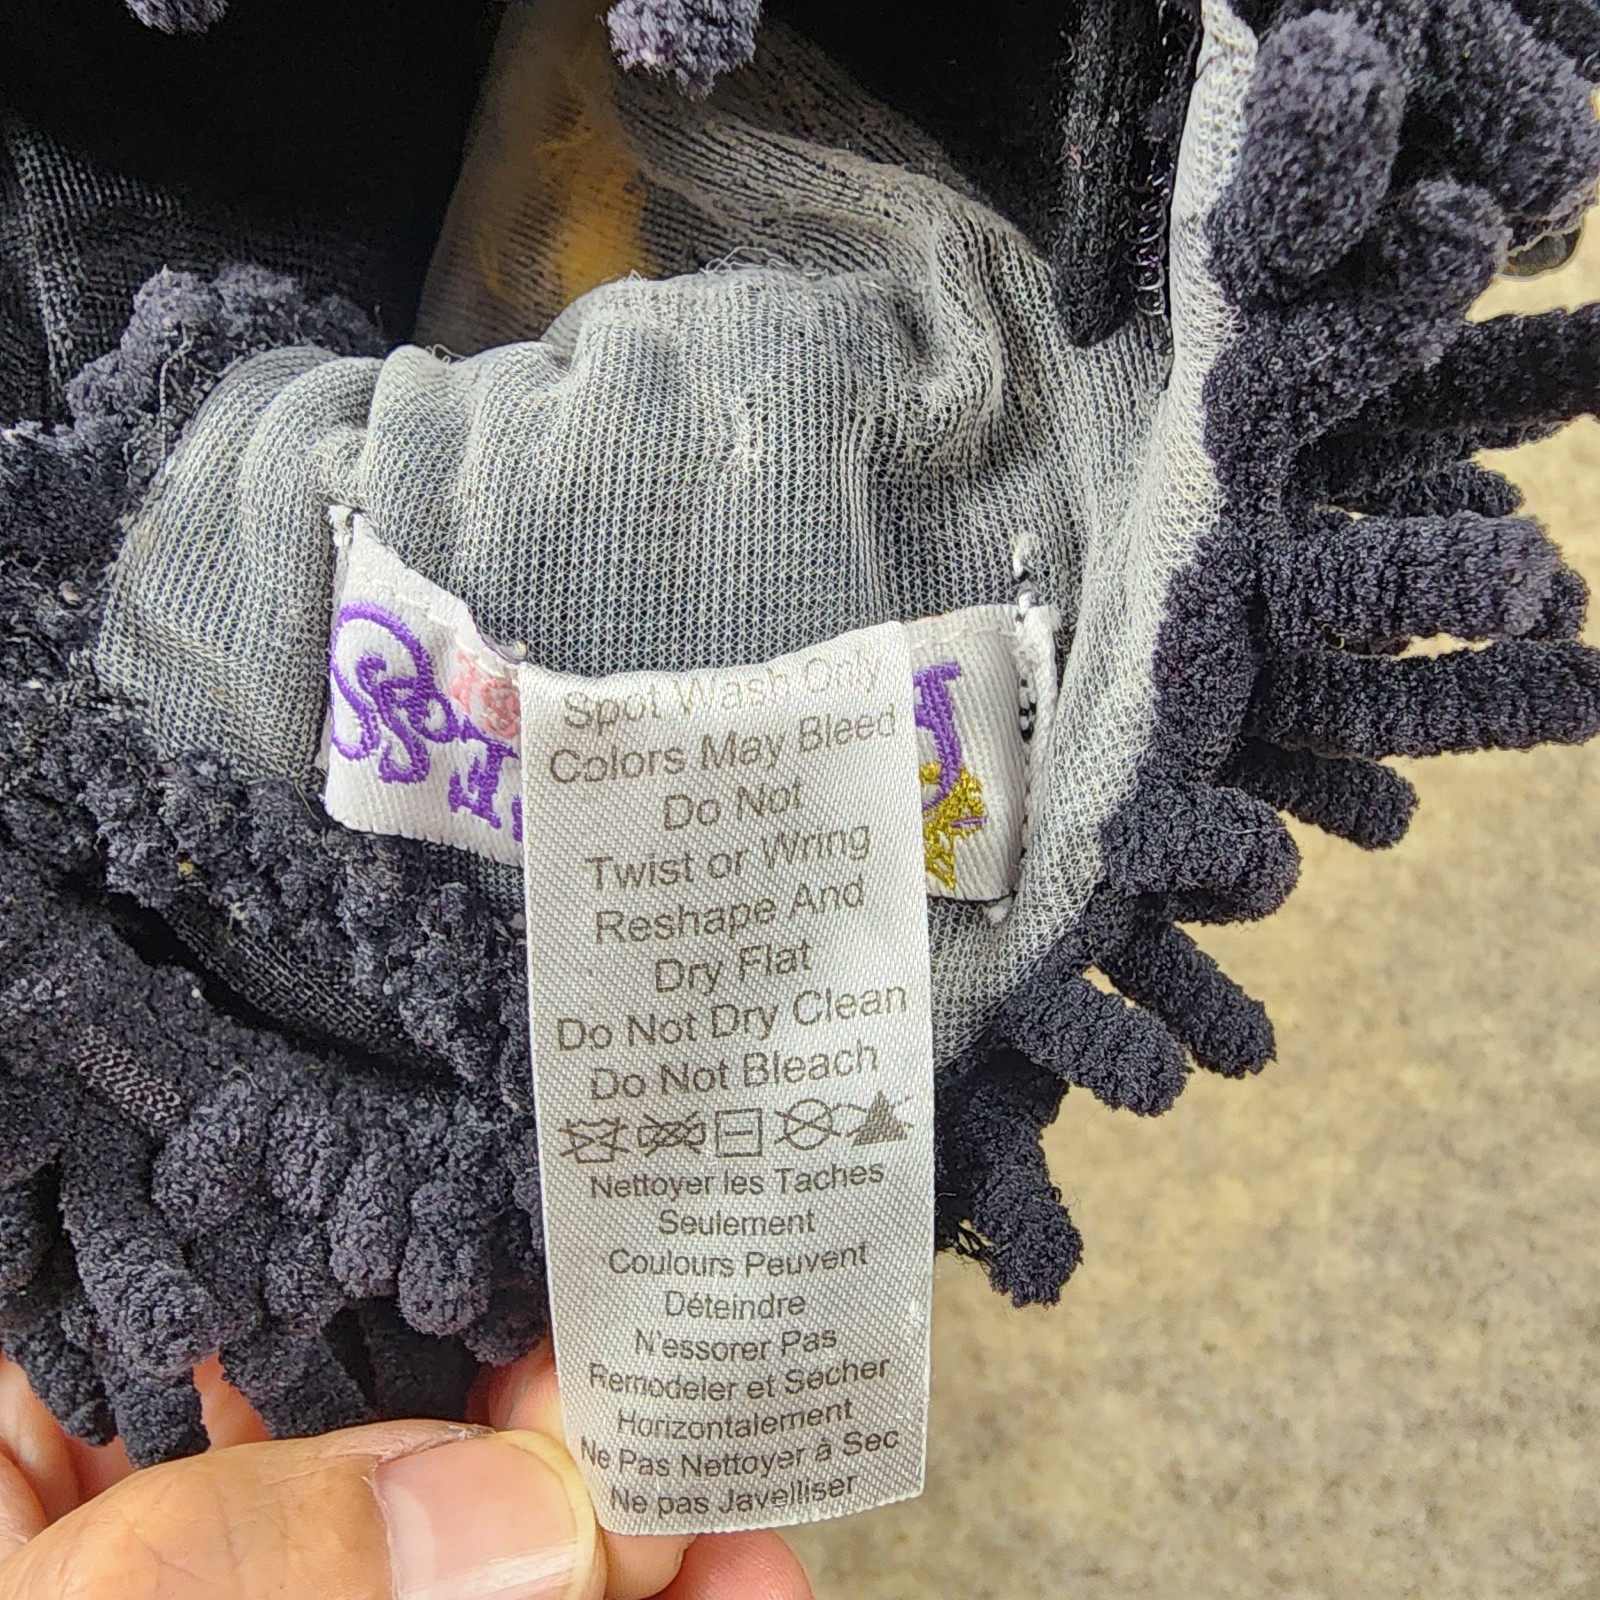 Spot Wash Only
Colors May Bleed
Do Not
Twist or Wring
Reshape And
Dry Flat
Do Not Dry Clean
Do Not Bleach
Nettoyer les Taches
Seulement
Coulours Peuvent
Déteindre
N'essorer Pas
Remodeler et Sécher
Horizontalement
Ne Pas Nettoyer à Sec
Ne pas Javelliser